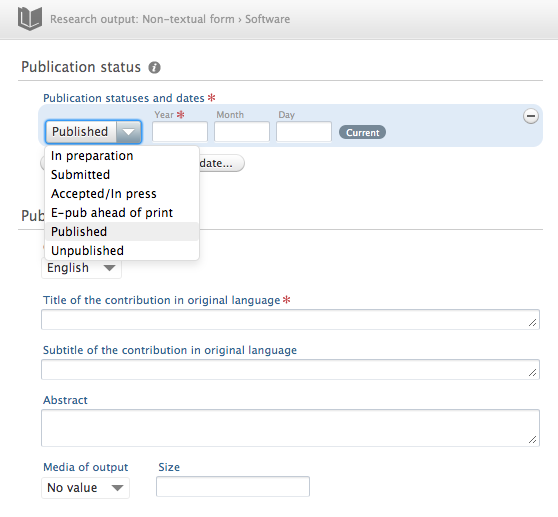 Research output: Non-textual form › Software
Publication status
Publication statuses and dates *
Year * Month Day
Published Current
In preparation
Submitted date...
Accepted/In press
E-pub ahead of print
Pub
Published
Unpublished
English
Title of the contribution in original language *
Subtitle of the contribution in original language
Abstract
Media of output Size
No value